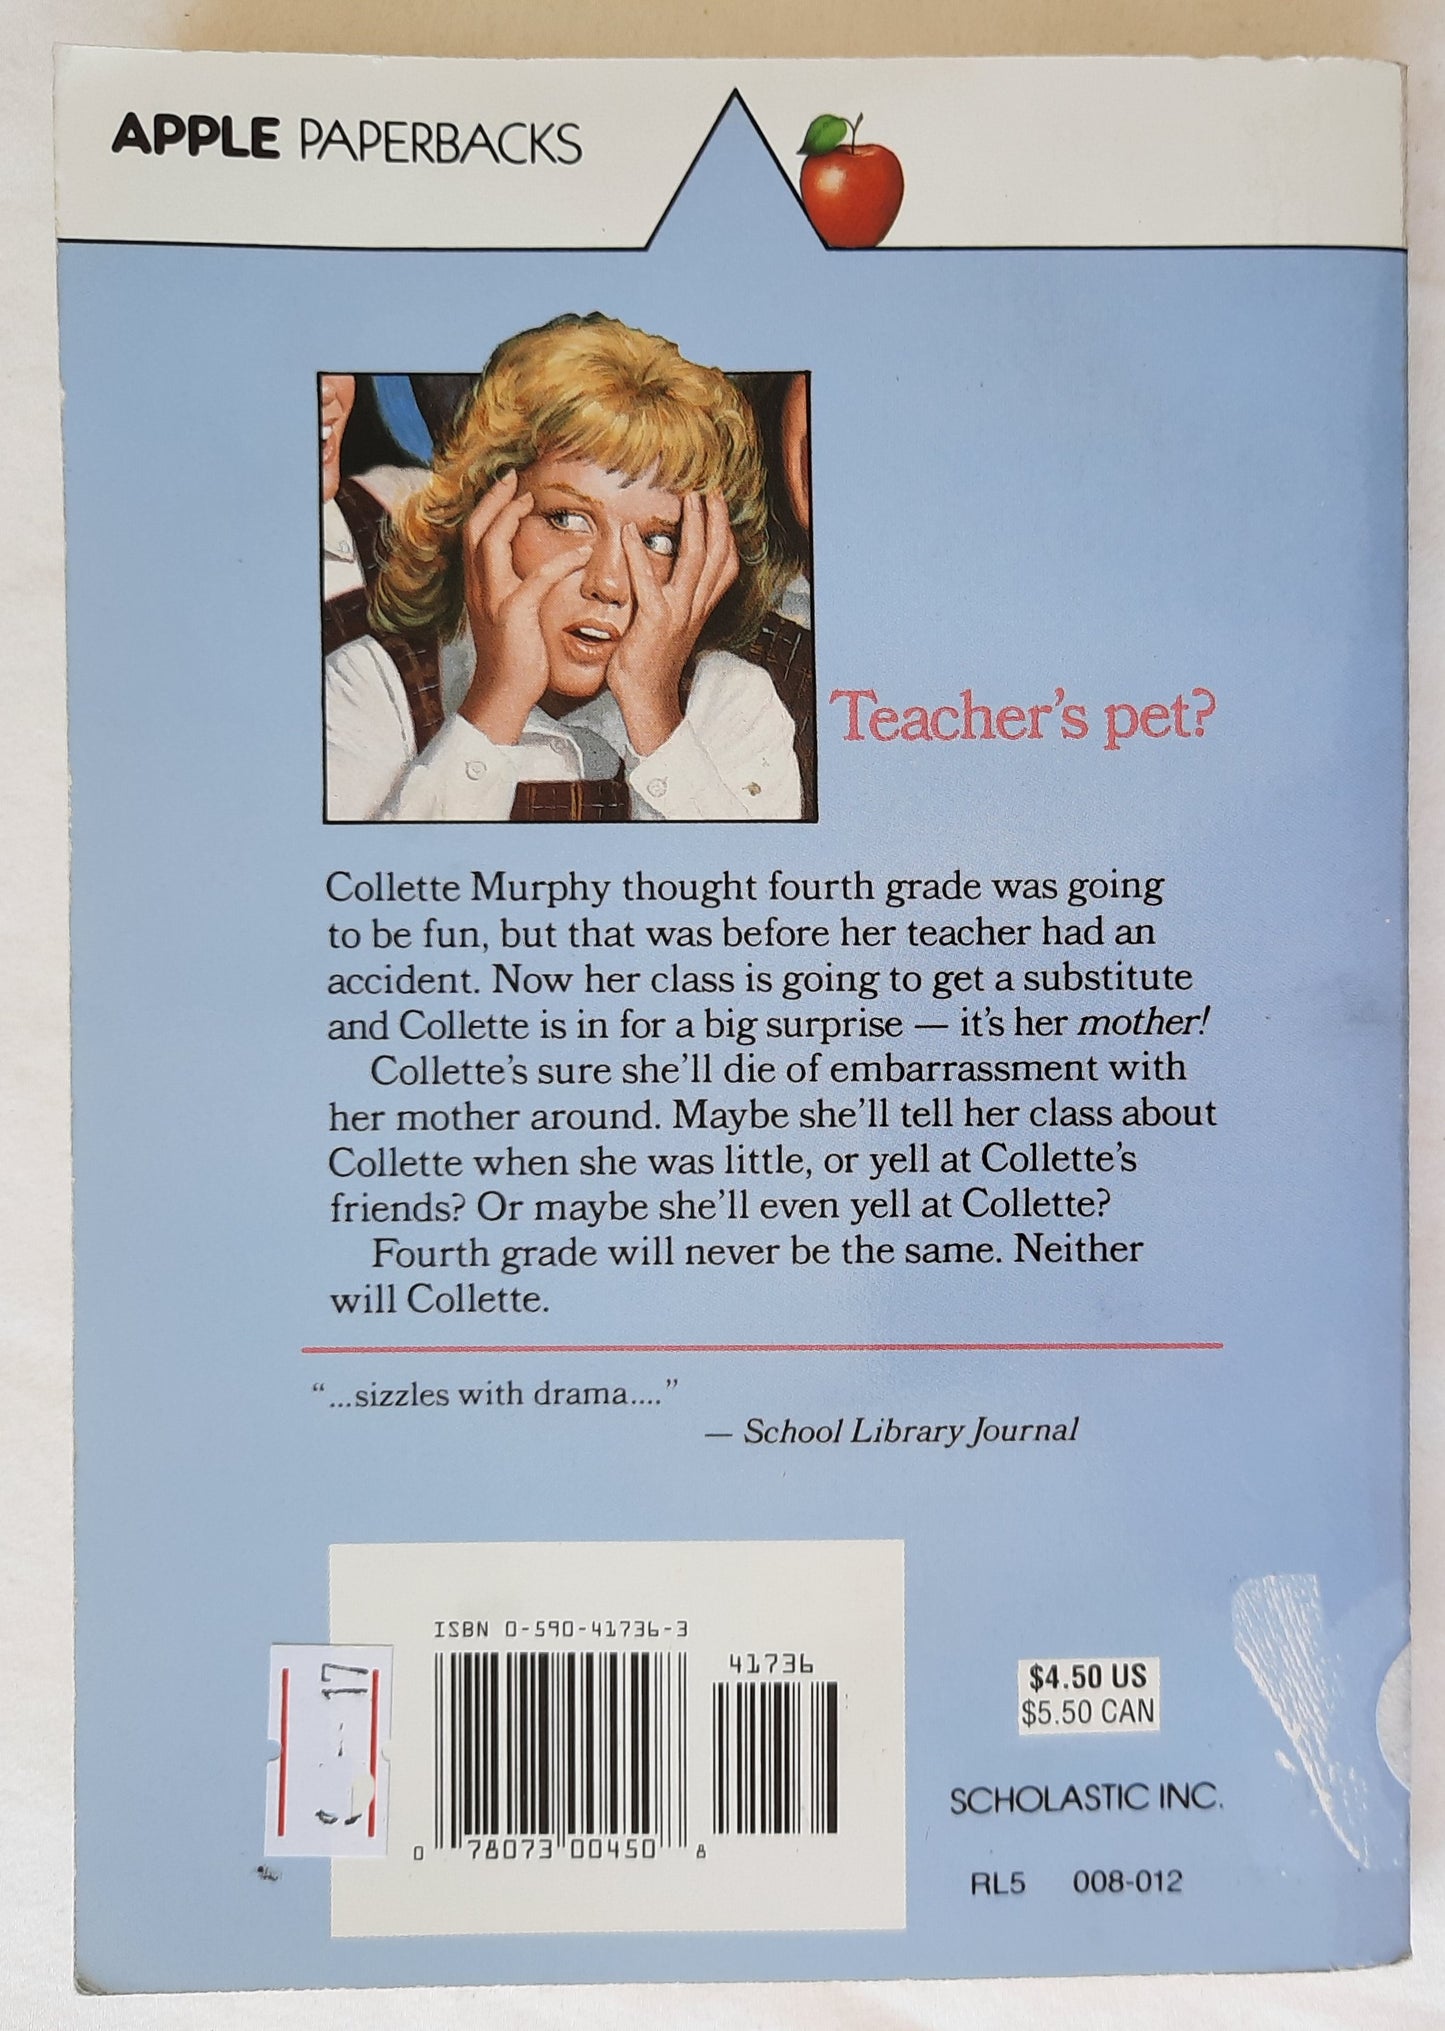 APPLE PAPERBACKS
Teacher's pet?
Collette Murphy thought fourth grade was going
to be fun, but that was before her teacher had an
accident. Now her class is going to get a substitute
and Collette is in for a big surprise — it's her mother!
Collette's sure she'll die of embarrassment with
her mother around. Maybe she'll tell her class about
Collette when she was little, or yell at Collette's
friends? Or maybe she'll even yell at Collette?
Fourth grade will never be the same. Neither
will Collette.
"...sizzles with drama...."
— School Library Journal
ISBN 0-590-41736-3
41736
0 78073 00450 8
$4.50 US
$5.50 CAN
SCHOLASTIC INC.
RL5 008-012